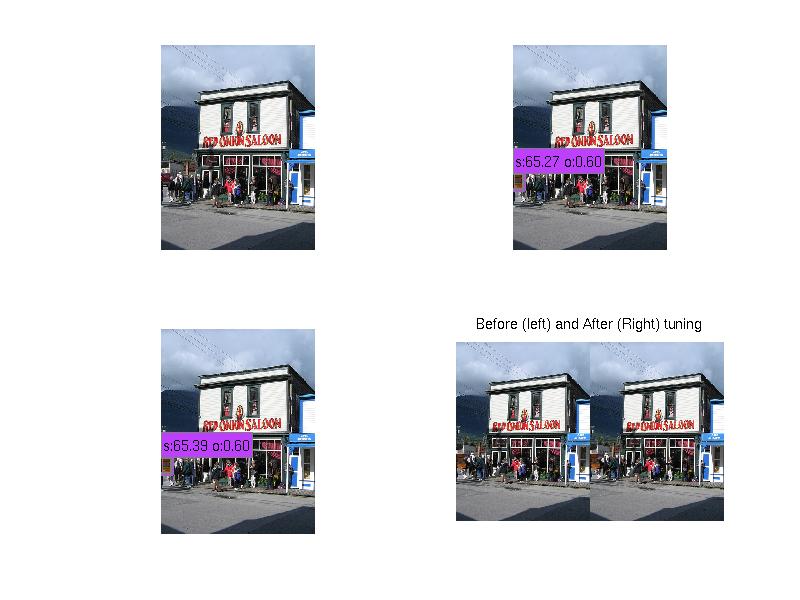 RED ONION SALOON
RED ONION SALOON
s:65.27 o:0.60
Before (left) and After (Right) tuning
RED ONION SALOON
s:65.39 o:0.60
RED ONION SALOON
RED ONION SALOON